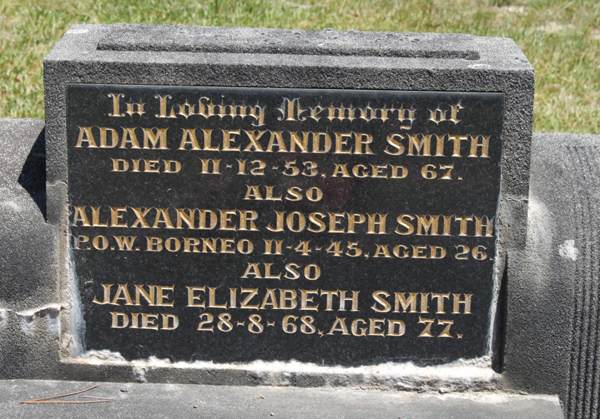 In Loving Memory of
ADAM ALEXANDER SMITH
DIED 11-12-53, AGED 67.
ALSO
ALEXANDER JOSEPH SMITH
P.O.W. BORNEO 11-4-45, AGED 26.
ALSO
JANE ELIZABETH SMITH
DIED 28-8-68, AGED 77.